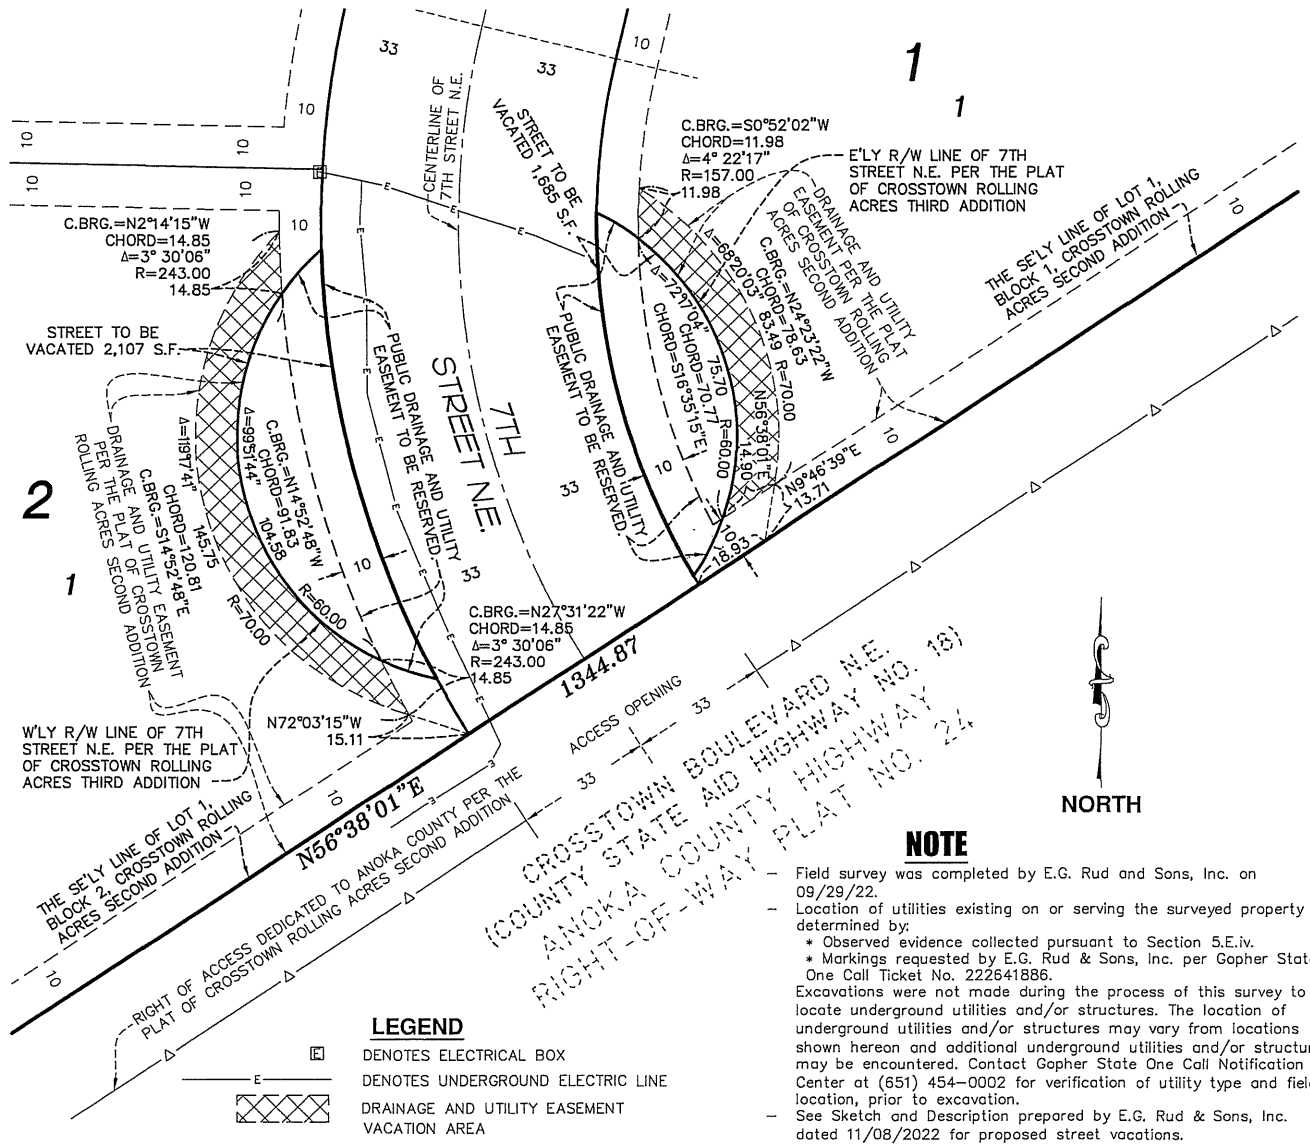 33
33
10
1
1
10
10
10
10
10
10
CENTERLINE OF
7TH STREET N.E.
STREET TO BE
VACATED 1,685 S.F.
C.BRG.=S0°52'02"W
CHORD=11.98
Δ=4° 22'17"
R=157.00
11.98
E'LY R/W LINE OF 7TH
STREET N.E. PER THE PLAT
OF CROSSTOWN ROLLING
ACRES THIRD ADDITION
DRAINAGE AND UTILITY
EASEMENT PER THE PLAT
OF CROSSTOWN ROLLING
ACRES SECOND ADDITION
THE SE'LY LINE OF LOT 1,
BLOCK 1, CROSSTOWN ROLLING
ACRES SECOND ADDITION
10
C.BRG.=N2°14'15"W
CHORD=14.85
Δ=3° 30'06"
R=243.00
14.85
STREET TO BE
VACATED 2,107 S.F.
Δ=68°20'03" 83.49 R=70.00
C.BRG.=N24°23'22"W
CHORD=78.63
Δ=72°17'04" 75.70 R=60.00
CHORD=70.77
CHORD=S16°35'15"E
N56°38'01"E
14.90
N9°46'39"E
13.71
10
10
18.93
PUBLIC DRAINAGE AND UTILITY
EASEMENT TO BE RESERVED
PUBLIC DRAINAGE AND UTILITY
EASEMENT TO BE RESERVED
7TH
STREET N.E.
33
33
10
10
2
1
DRAINAGE AND UTILITY EASEMENT
PER THE PLAT OF CROSSTOWN
ROLLING ACRES SECOND ADDITION
C.BRG.=S14°52'48"E
CHORD=120.81
Δ=119°17'41" 145.75 R=70.00
Δ=99°51'44" 104.58 R=60.00
C.BRG.=N14°52'48"W
CHORD=91.83
C.BRG.=N27°31'22"W
CHORD=14.85
Δ=3° 30'06"
R=243.00
14.85
N72°03'15"W
15.11
W'LY R/W LINE OF 7TH
STREET N.E. PER THE PLAT
OF CROSSTOWN ROLLING
ACRES THIRD ADDITION
THE SE'LY LINE OF LOT 1,
BLOCK 2, CROSSTOWN ROLLING
ACRES SECOND ADDITION
10
10
N56°38'01"E
1344.87
ACCESS OPENING
33
33
RIGHT OF ACCESS DEDICATED TO ANOKA COUNTY PER THE
PLAT OF CROSSTOWN ROLLING ACRES SECOND ADDITION
CROSSTOWN BOULEVARD N.E.
(COUNTY STATE AID HIGHWAY NO. 18)
ANOKA COUNTY HIGHWAY
RIGHT-OF-WAY PLAT NO. 24
NORTH
LEGEND
E DENOTES ELECTRICAL BOX
E DENOTES UNDERGROUND ELECTRIC LINE
DRAINAGE AND UTILITY EASEMENT
VACATION AREA
NOTE
– Field survey was completed by E.G. Rud and Sons, Inc. on
09/29/22.
– Location of utilities existing on or serving the surveyed property
determined by:
* Observed evidence collected pursuant to Section 5.E.iv.
* Markings requested by E.G. Rud & Sons, Inc. per Gopher State
One Call Ticket No. 222641886.
Excavations were not made during the process of this survey to
locate underground utilities and/or structures. The location of
underground utilities and/or structures may vary from locations
shown hereon and additional underground utilities and/or structur
may be encountered. Contact Gopher State One Call Notification
Center at (651) 454–0002 for verification of utility type and fiel
location, prior to excavation.
– See Sketch and Description prepared by E.G. Rud & Sons, Inc.
dated 11/08/2022 for proposed street vacations.